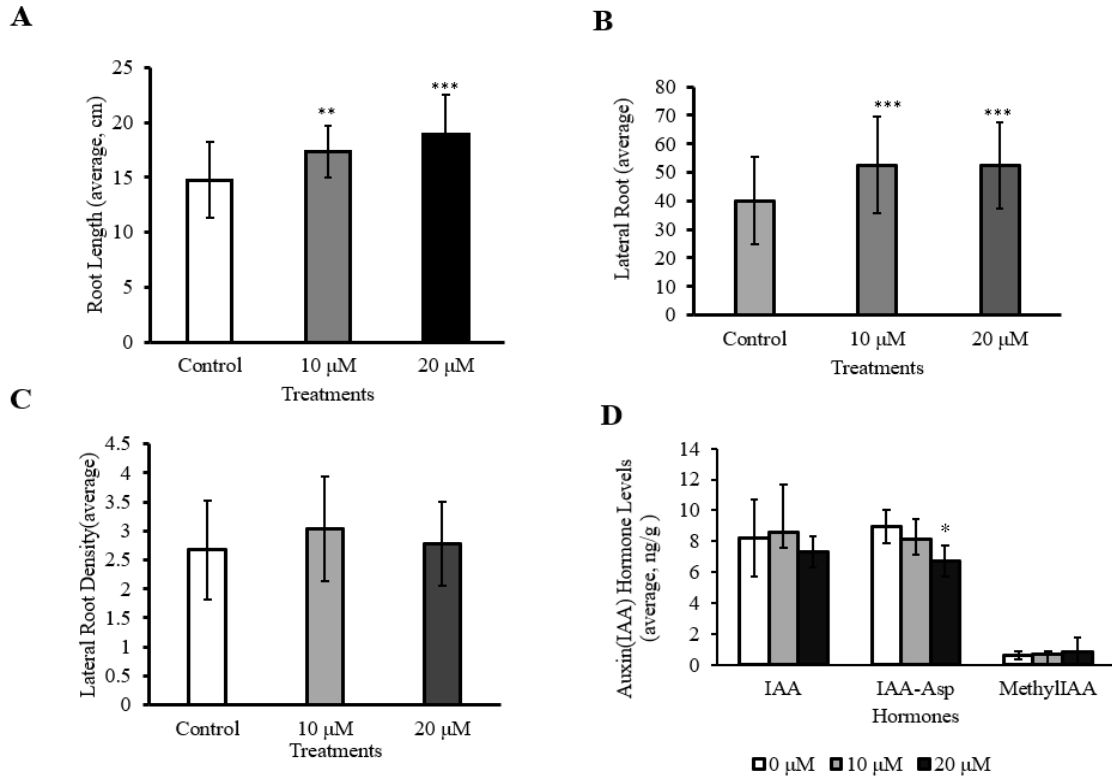 A
Root Length (average, cm)
25
20
15
10
5
0
**
***
Control 10 μM 20 μM
Treatments
B
Lateral Root (average)
80
70
60
50
40
30
20
10
0
***
***
Control 10 μM 20 μM
Treatments
C
Lateral Root Density(average)
4.5
4
3.5
3
2.5
2
1.5
1
0.5
0
Control 10 μM 20 μM
Treatments
D
Auxin(IAA) Hormone Levels
(average, ng/g)
14
12
10
8
6
4
2
0
*
IAA IAA-Asp MethylIAA
Hormones
0 μM 10 μM 20 μM